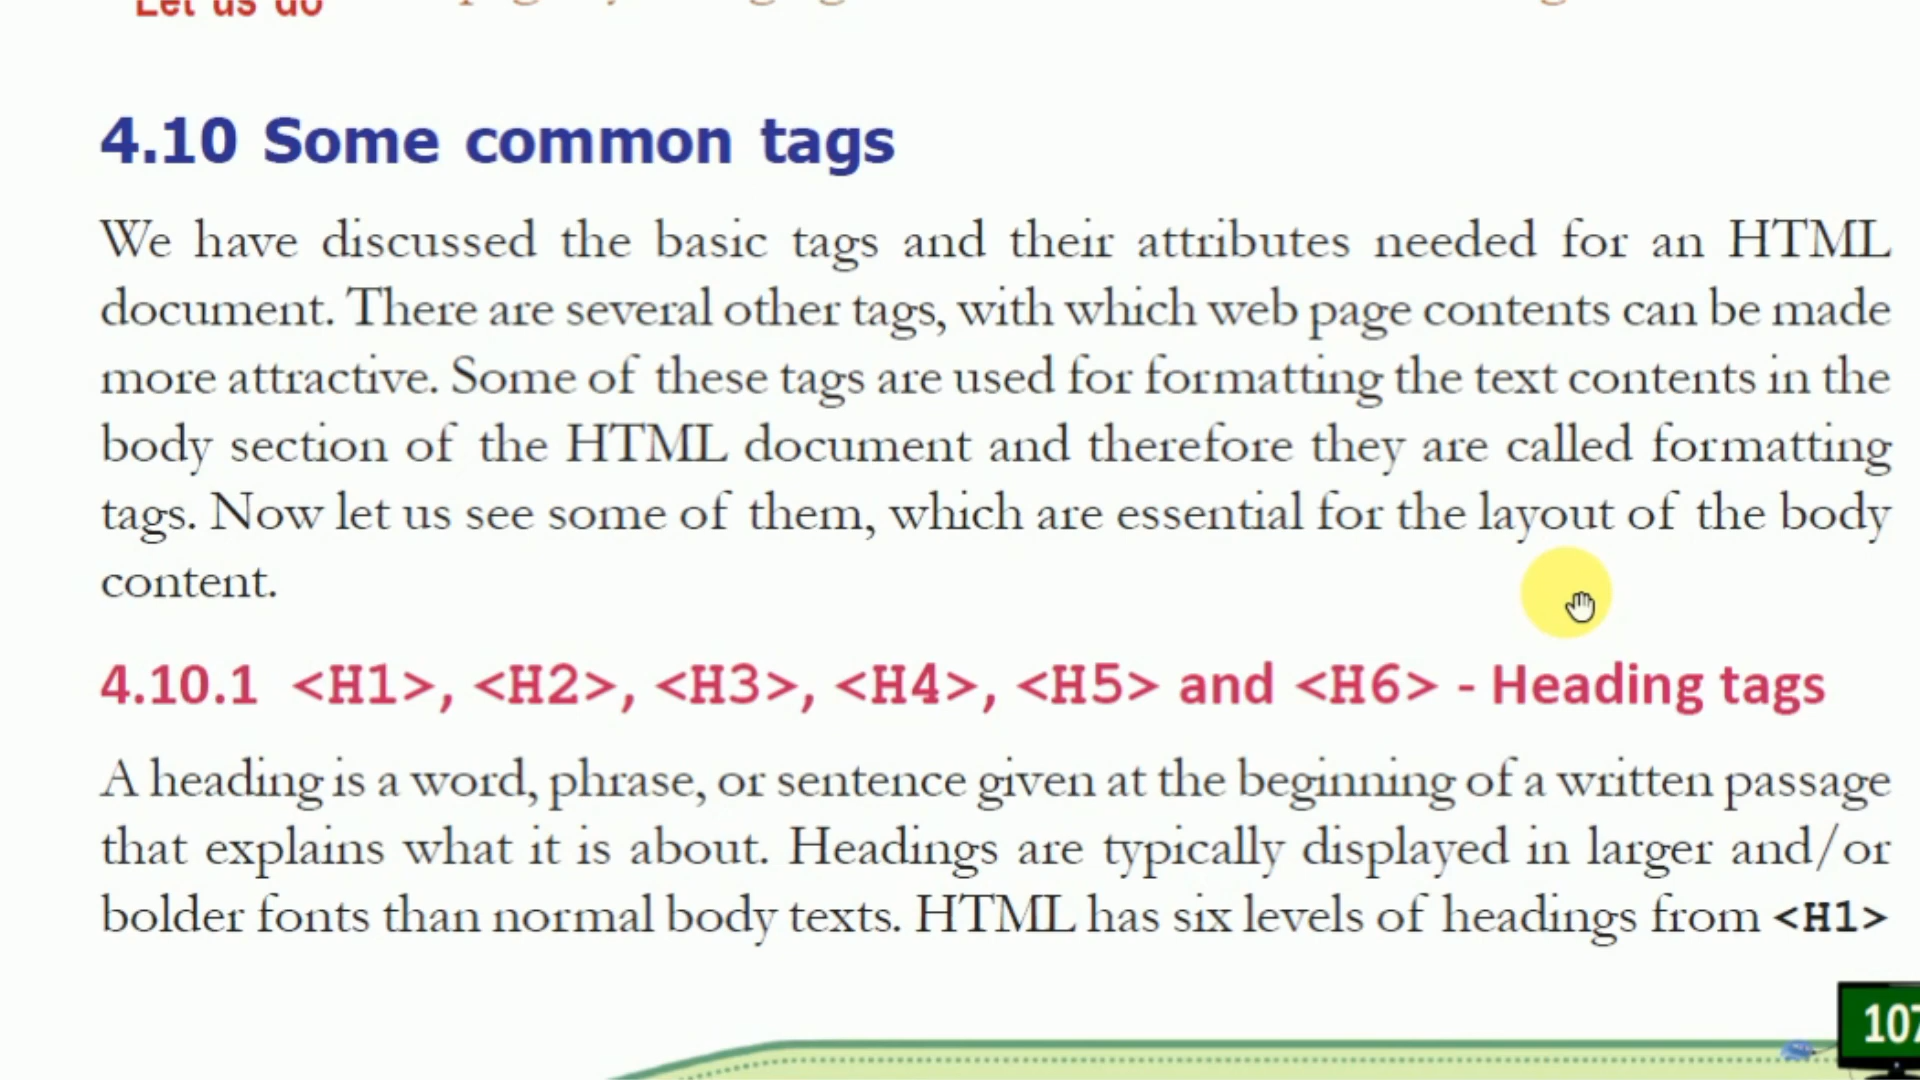 Let us do
4.10 Some common tags
We have discussed the basic tags and their attributes needed for an HTML
document. There are several other tags, with which web page contents can be made
more attractive. Some of these tags are used for formatting the text contents in the
body section of the HTML document and therefore they are called formatting
tags. Now let us see some of them, which are essential for the layout of the body
content.
4.10.1 <H1>, <H2>, <H3>, <H4>, <H5> and <H6> - Heading tags
A heading is a word, phrase, or sentence given at the beginning of a written passage
that explains what it is about. Headings are typically displayed in larger and/or
bolder fonts than normal body texts. HTML has six levels of headings from <H1>
107